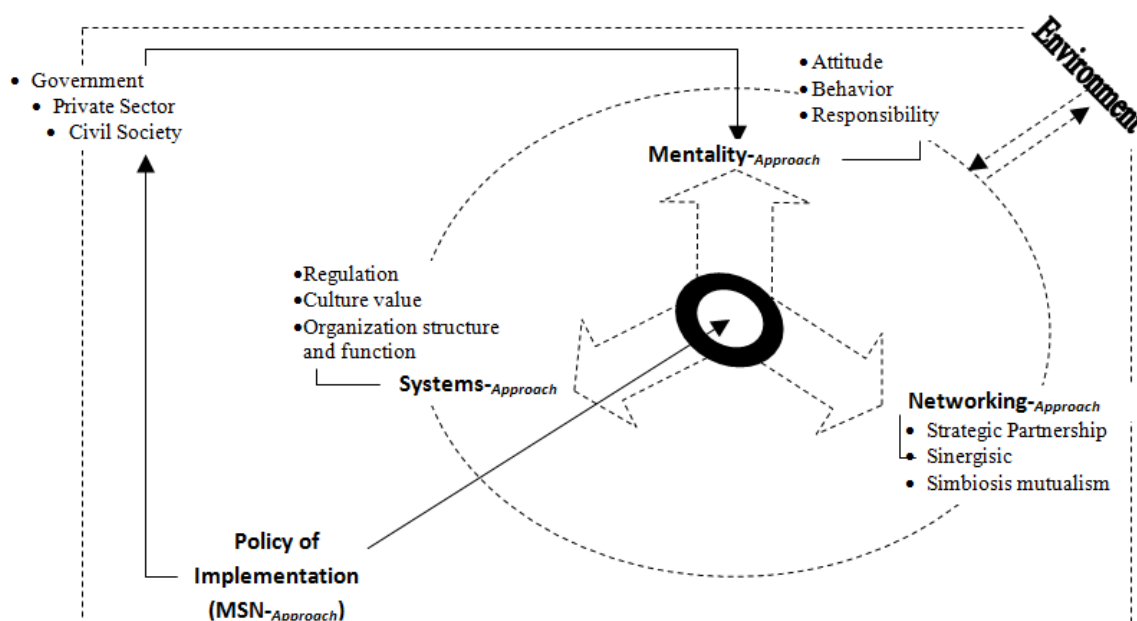 Environment
• Government
• Private Sector
• Civil Society
• Attitude
• Behavior
• Responsibility
Mentality-Approach
• Regulation
• Culture value
• Organization structure
and function
Systems-Approach
Networking-Approach
• Strategic Partnership
• Sinergisic
• Simbiosis mutualism
Policy of
Implementation
(MSN-Approach)